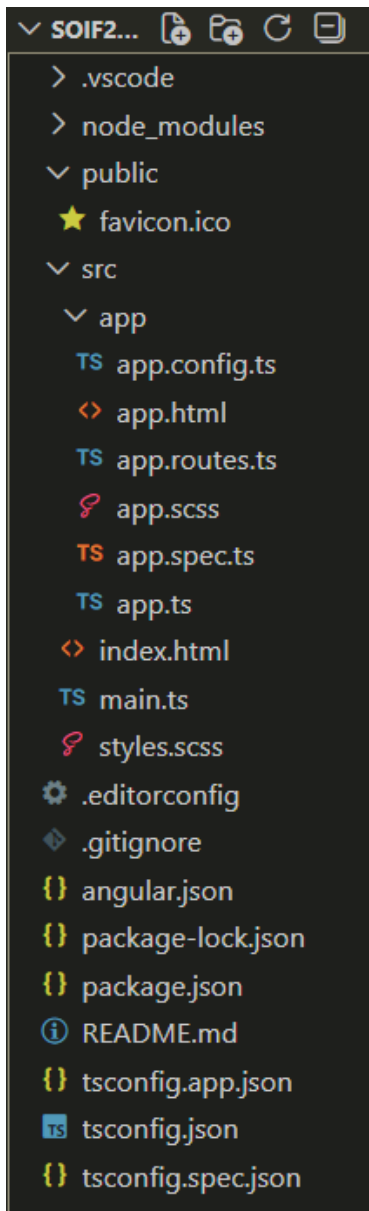 SOIF2...
.vscode
node_modules
public
favicon.ico
src
app
TS app.config.ts
<> app.html
TS app.routes.ts
app.scss
TS app.spec.ts
TS app.ts
<> index.html
TS main.ts
styles.scss
.editorconfig
.gitignore
{} angular.json
{} package-lock.json
{} package.json
README.md
{} tsconfig.app.json
TS tsconfig.json
{} tsconfig.spec.json